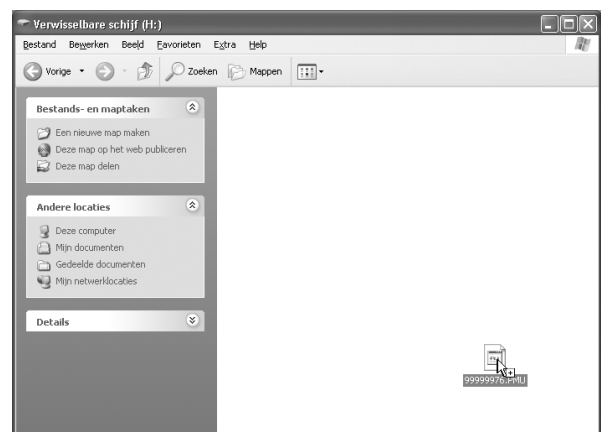 Verwisselbare schijf (H:)
Bestand Bewerken Beeld Favorieten Extra Help
Vorige Zoeken Mappen
Bestands- en maptaken
Een nieuwe map maken
Deze map op het web publiceren
Deze map delen
Andere locaties
Deze computer
Mijn documenten
Gedeelde documenten
Mijn netwerklocaties
Details
99999976.PMU